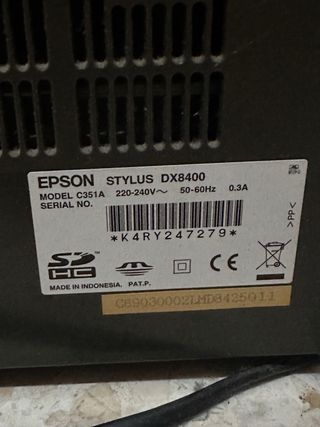 EPSON STYLUS DX8400
MODEL C351A 220-240V～ 50-60Hz 0.3A
SERIAL NO.
*K4RY247279*
>PP<
SD
HC
CE
MADE IN INDONESIA. PAT.P.
C69030002LMD8425011